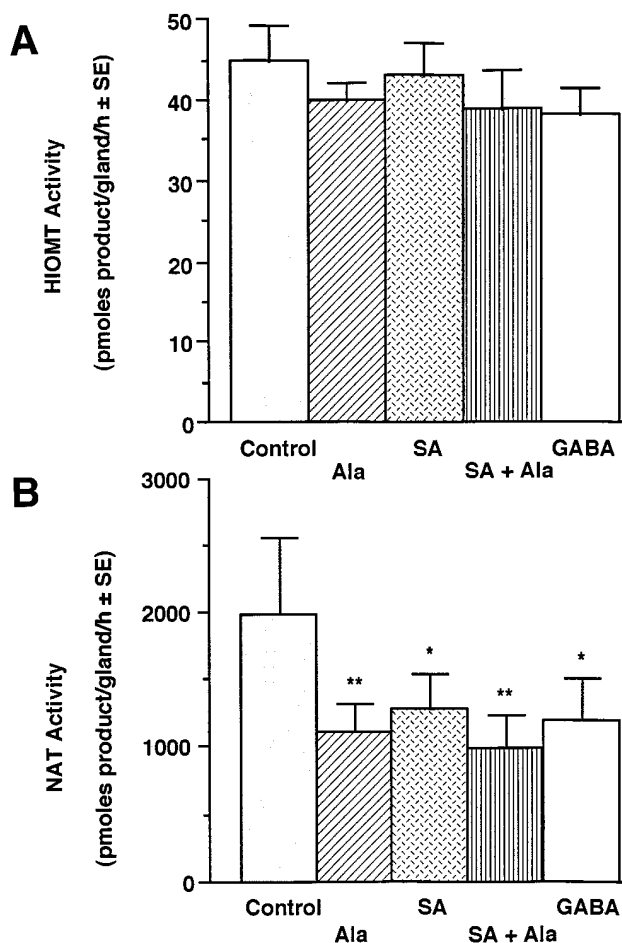 A
HIOMT Activity
(pmoles product/gland/h ± SE)
50
40
30
20
10
0
Control
Ala
SA
SA + Ala
GABA
B
NAT Activity
(pmoles product/gland/h ± SE)
3000
2000
1000
0
**
*
**
*
Control
Ala
SA
SA + Ala
GABA